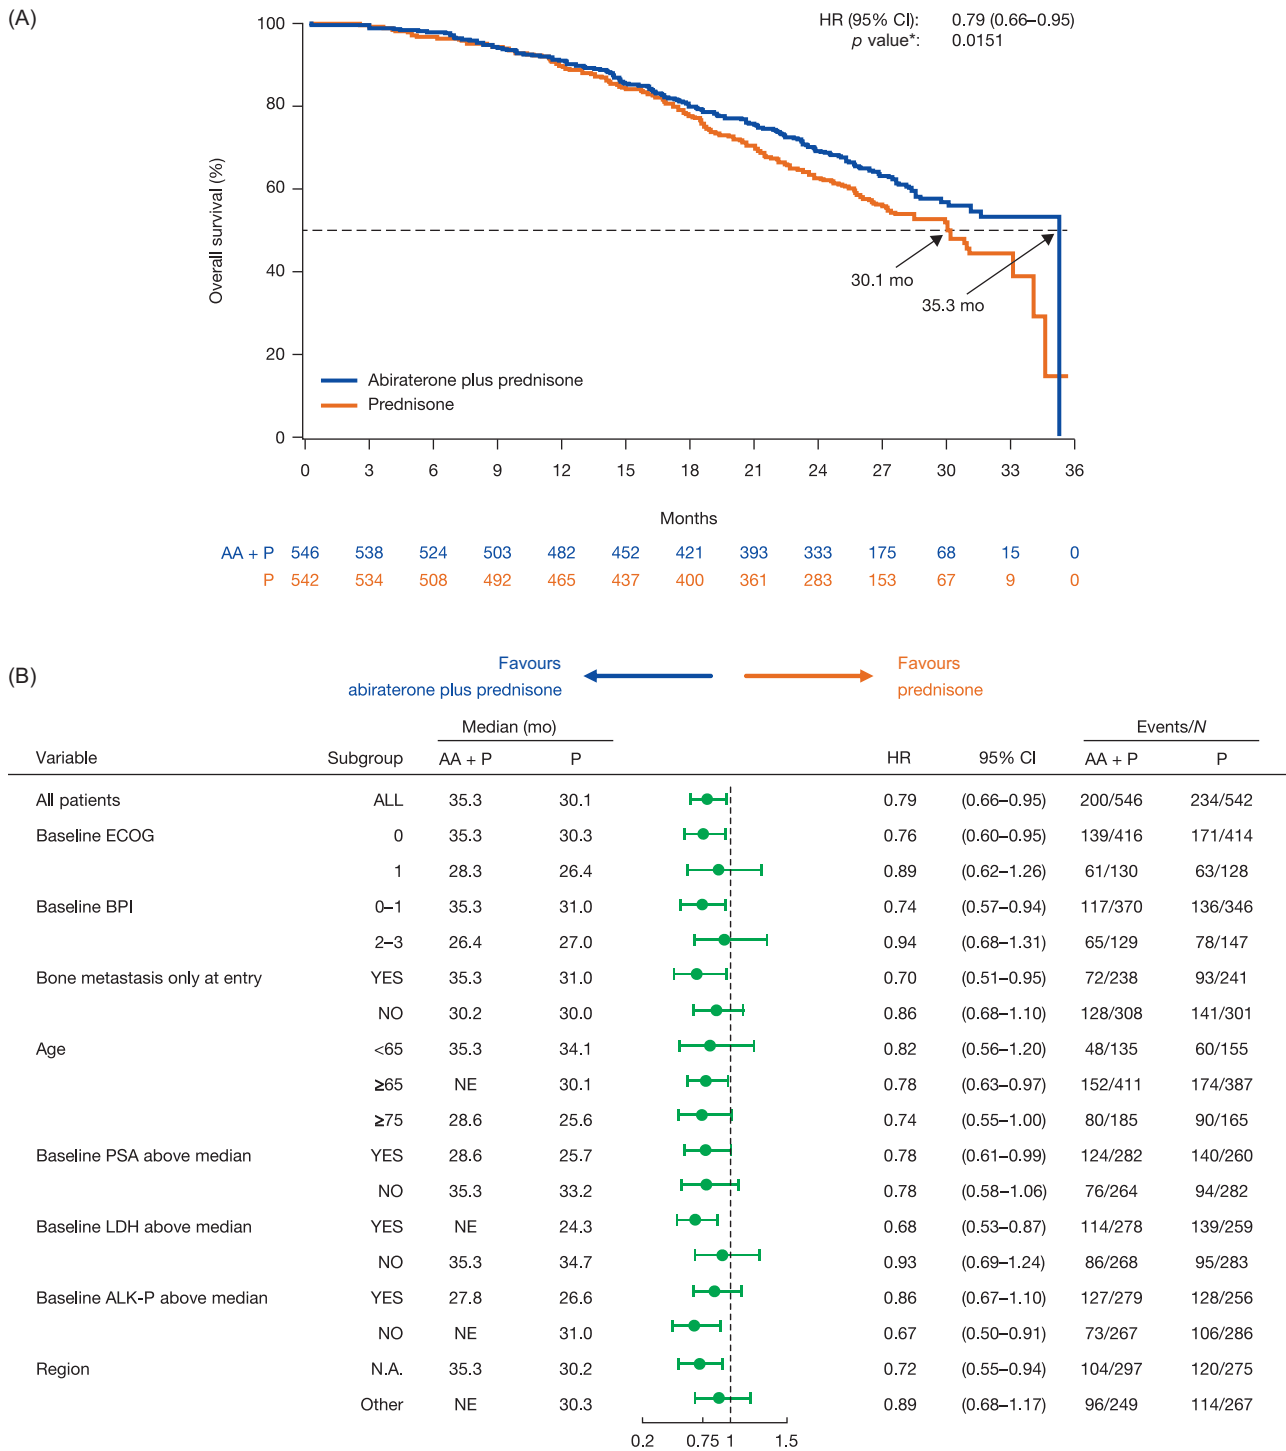 (A)
HR (95% CI): 0.79 (0.66–0.95)
p value*: 0.0151
100
80
60
40
20
0
Overall survival (%)
30.1 mo
35.3 mo
Abiraterone plus prednisone
Prednisone
0 3 6 9 12 15 18 21 24 27 30 33 36
Months
AA + P 546 538 524 503 482 452 421 393 333 175 68 15 0
P 542 534 508 492 465 437 400 361 283 153 67 9 0
(B)
Favours
abiraterone plus prednisone
Favours
prednisone
Median (mo) Events/N
Variable Subgroup AA + P P HR 95% CI AA + P P
All patients ALL 35.3 30.1 0.79 (0.66–0.95) 200/546 234/542
Baseline ECOG 0 35.3 30.3 0.76 (0.60–0.95) 139/416 171/414
1 28.3 26.4 0.89 (0.62–1.26) 61/130 63/128
Baseline BPI 0–1 35.3 31.0 0.74 (0.57–0.94) 117/370 136/346
2–3 26.4 27.0 0.94 (0.68–1.31) 65/129 78/147
Bone metastasis only at entry YES 35.3 31.0 0.70 (0.51–0.95) 72/238 93/241
NO 30.2 30.0 0.86 (0.68–1.10) 128/308 141/301
Age <65 35.3 34.1 0.82 (0.56–1.20) 48/135 60/155
≥65 NE 30.1 0.78 (0.63–0.97) 152/411 174/387
≥75 28.6 25.6 0.74 (0.55–1.00) 80/185 90/165
Baseline PSA above median YES 28.6 25.7 0.78 (0.61–0.99) 124/282 140/260
NO 35.3 33.2 0.78 (0.58–1.06) 76/264 94/282
Baseline LDH above median YES NE 24.3 0.68 (0.53–0.87) 114/278 139/259
NO 35.3 34.7 0.93 (0.69–1.24) 86/268 95/283
Baseline ALK-P above median YES 27.8 26.6 0.86 (0.67–1.10) 127/279 128/256
NO NE 31.0 0.67 (0.50–0.91) 73/267 106/286
Region N.A. 35.3 30.2 0.72 (0.55–0.94) 104/297 120/275
Other NE 30.3 0.89 (0.68–1.17) 96/249 114/267
0.2 0.75 1 1.5